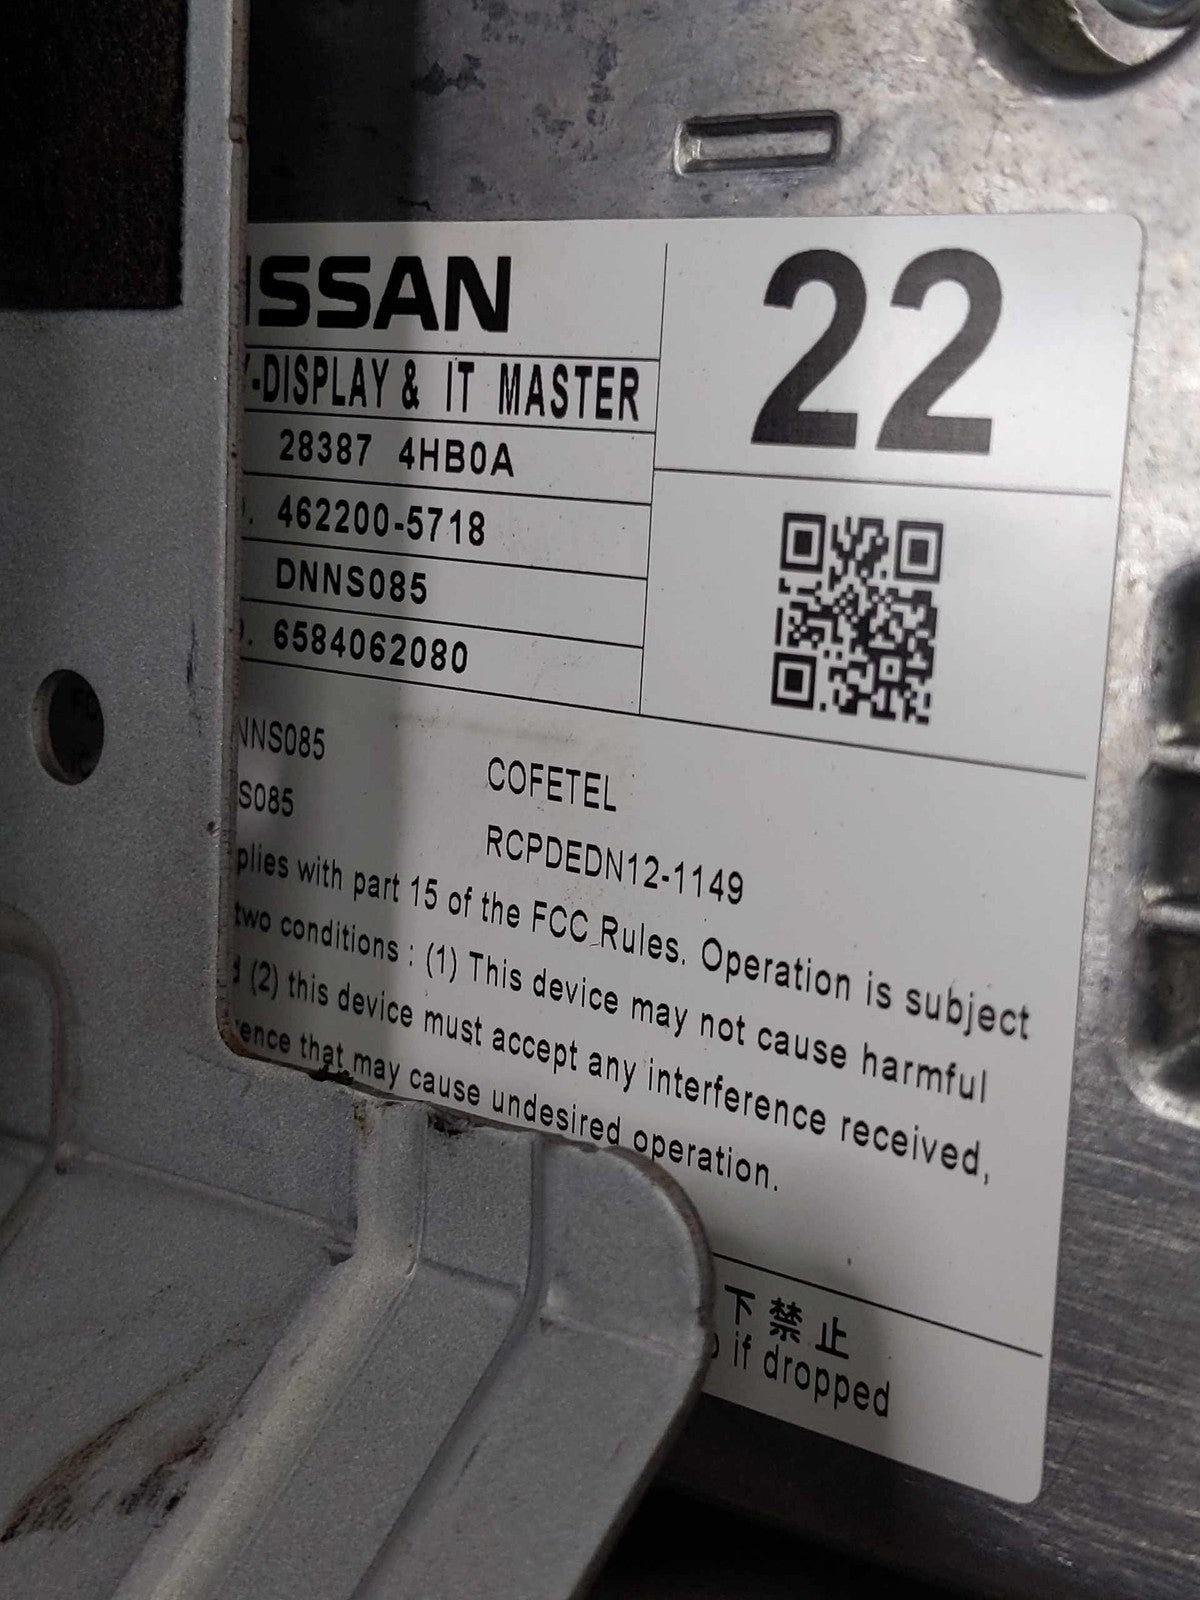 NISSAN
22
Y-DISPLAY & IT MASTER
28387 4HB0A
. 462200-5718
DNNS085
. 6584062080
NNS085
COFETEL
S085
RCPDEDN12-1149
plies with part 15 of the FCC Rules. Operation is subject
two conditions : (1) This device may not cause harmful
d (2) this device must accept any interference received,
rence that may cause undesired operation.
下禁止
if dropped